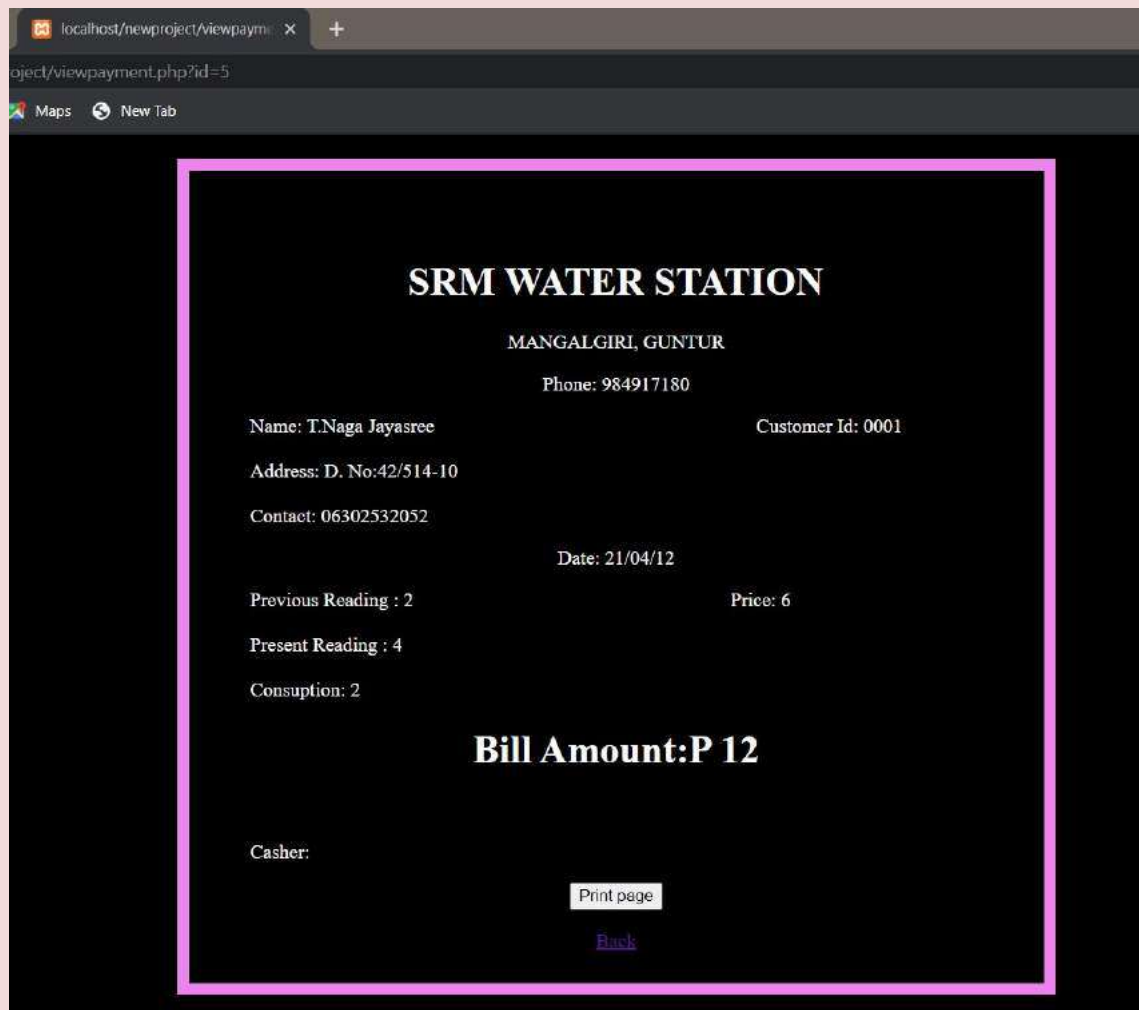 localhost/newproject/viewpayme
oject/viewpayment.php?id=5
Maps New Tab
SRM WATER STATION
MANGALGIRI, GUNTUR
Phone: 984917180
Name: T.Naga Jayasree Customer Id: 0001
Address: D. No:42/514-10
Contact: 06302532052
Date: 21/04/12
Previous Reading : 2 Price: 6
Present Reading : 4
Consuption: 2
Bill Amount:P 12
Casher:
Print page
Back